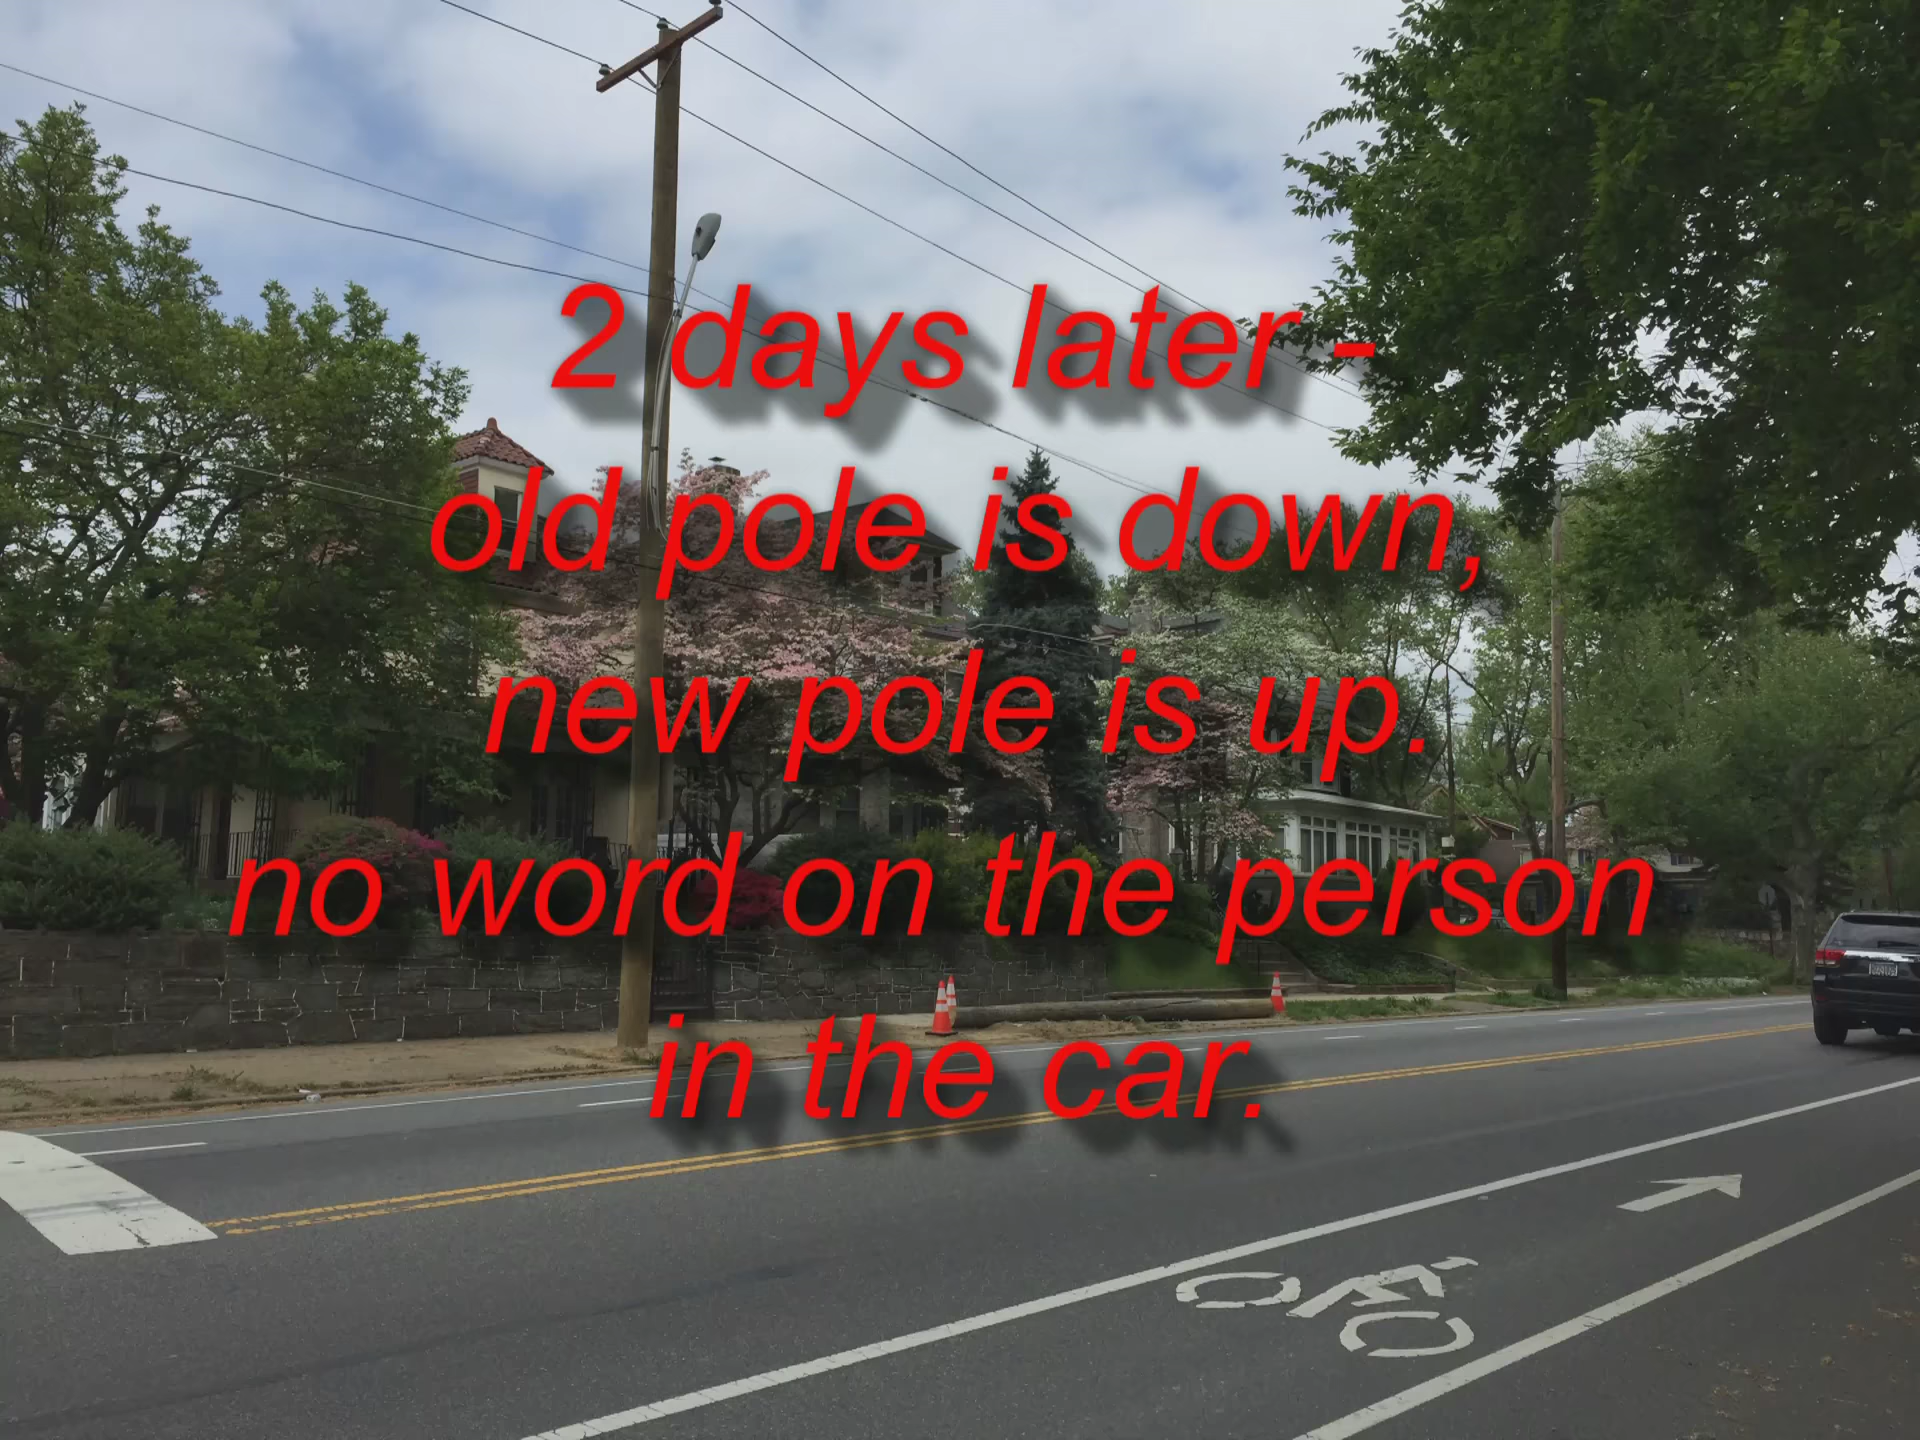 2 days later -
old pole is down,
new pole is up.
no word on the person
in the car.